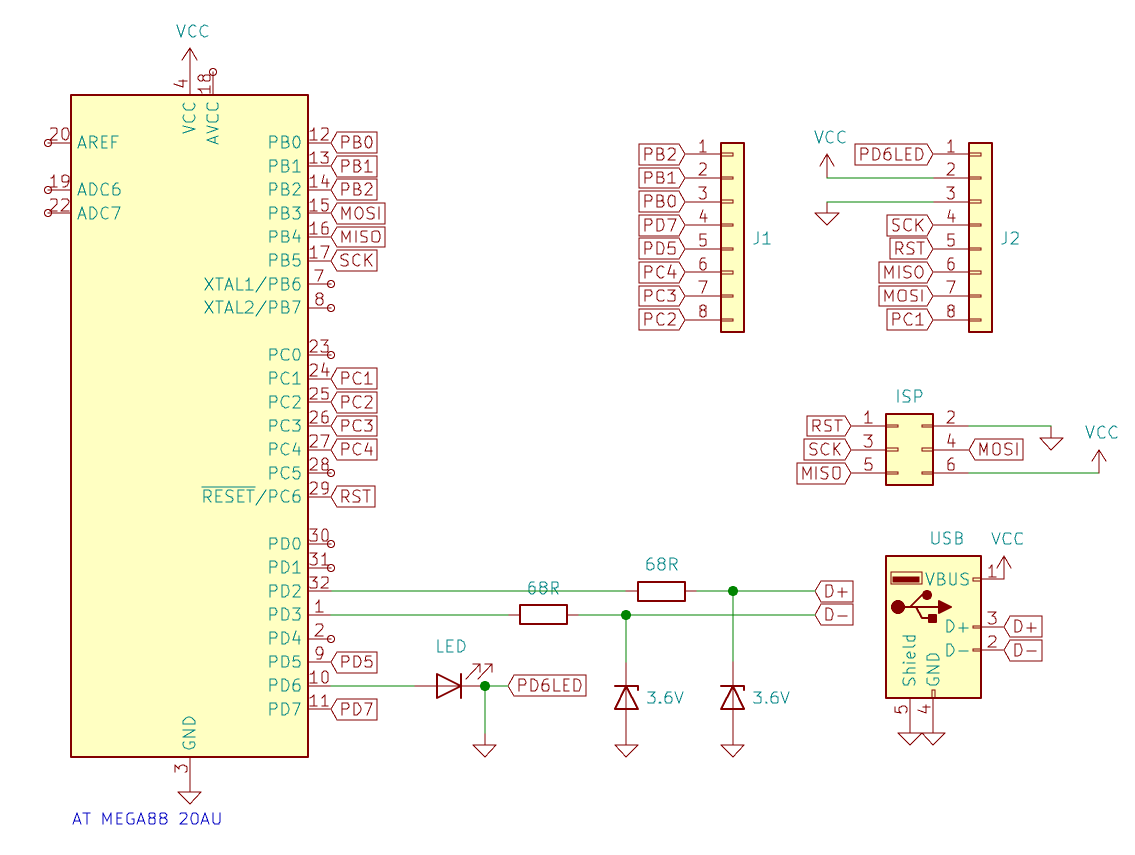 VCC
4
18
VCC
AVCC
20 AREF
19 ADC6
22 ADC7
PB0 12 PB0
PB1 13 PB1
PB2 14 PB2
PB3 15 MOSI
PB4 16 MISO
PB5 17 SCK
XTAL1/PB6 7
XTAL2/PB7 8
PC0 23
PC1 24 PC1
PC2 25 PC2
PC3 26 PC3
PC4 27 PC4
PC5 28
RESET/PC6 29 RST
PD0 30
PD1 31
PD2 32
PD3 1
PD4 2
PD5 9 PD5
PD6 10
PD7 11 PD7
GND
3
AT MEGA88 20AU
68R
68R
D+
D-
LED
PD6LED
3.6V
3.6V
PB2 1
PB1 2
PB0 3
PD7 4
PD5 5
PC4 6
PC3 7
PC2 8
J1
VCC
PD6LED 1
2
3
SCK 4
RST 5
MISO 6
MOSI 7
PC1 8
J2
ISP
RST 1 2
SCK 3 4 MOSI
MISO 5 6
VCC
USB
VCC
VBUS 1
D+ 3 D+
D- 2 D-
Shield
GND
5
4